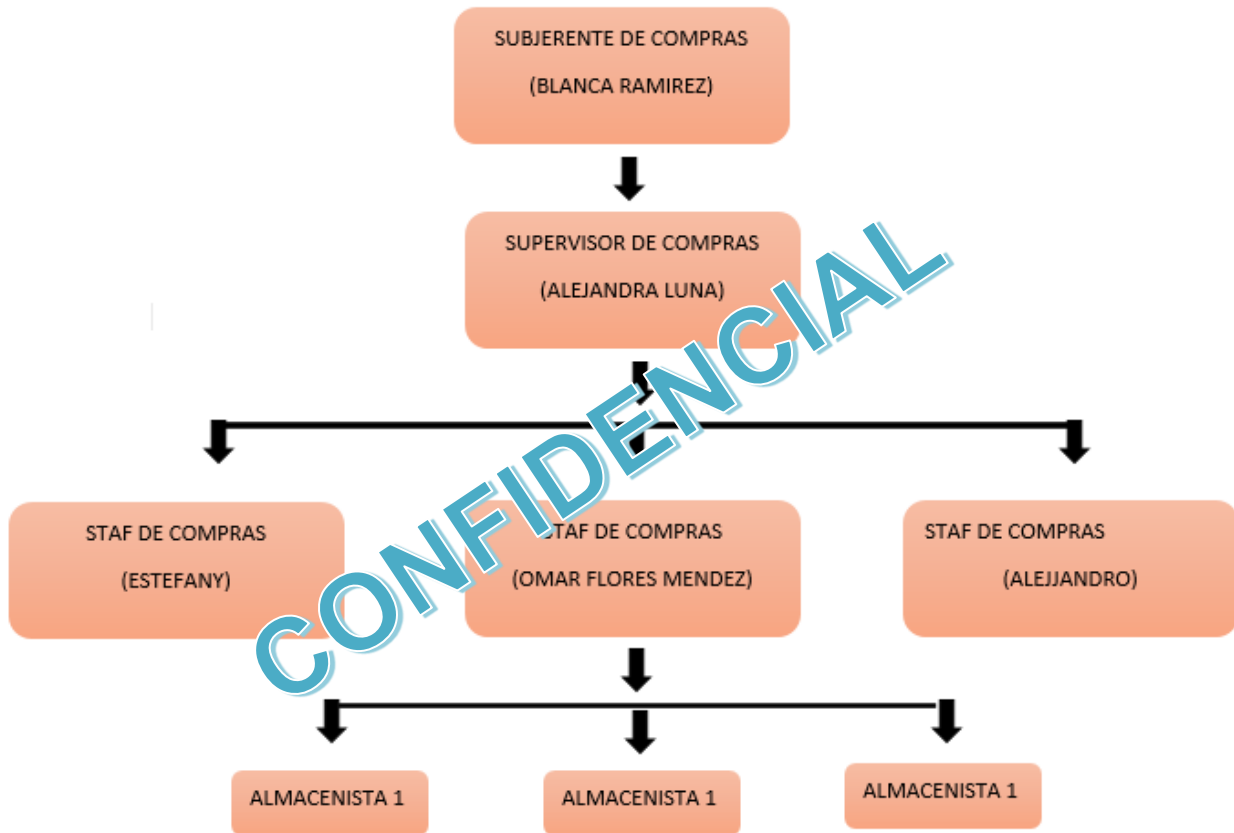 SUBJERENTE DE COMPRAS
(BLANCA RAMIREZ)
SUPERVISOR DE COMPRAS
(ALEJANDRA LUNA)
CONFIDENCIAL
STAF DE COMPRAS
(ESTEFANY)
STAF DE COMPRAS
(OMAR FLORES MENDEZ)
STAF DE COMPRAS
(ALEJJANDRO)
ALMACENISTA 1
ALMACENISTA 1
ALMACENISTA 1